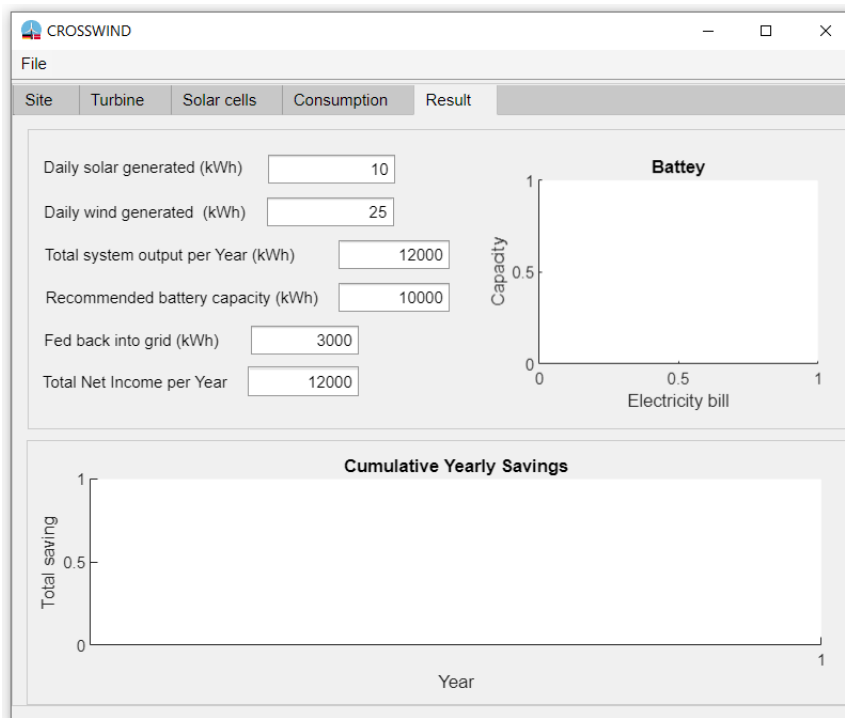 CROSSWIND
File
Site Turbine Solar cells Consumption Result
Daily solar generated (kWh) 10
Daily wind generated (kWh) 25
Total system output per Year (kWh) 12000
Recommended battery capacity (kWh) 10000
Fed back into grid (kWh) 3000
Total Net Income per Year 12000
Battey
1
0.5
0
Capacity
0 0.5 1
Electricity bill
Cumulative Yearly Savings
1
0.5
0
Total saving
1
Year